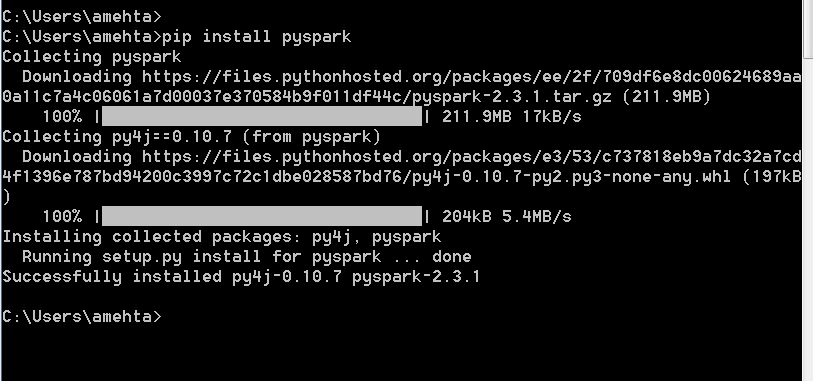 C:\Users\amehta>
C:\Users\amehta>pip install pyspark
Collecting pyspark
  Downloading https://files.pythonhosted.org/packages/ee/2f/709df6e8dc00624689aa
0a11c7a4c06061a7d00037e370584b9f011df44c/pyspark-2.3.1.tar.gz (211.9MB)
    100% |████████████████████████████████| 211.9MB 17kB/s
Collecting py4j==0.10.7 (from pyspark)
  Downloading https://files.pythonhosted.org/packages/e3/53/c737818eb9a7dc32a7cd
4f1396e787bd94200c3997c72c1dbe028587bd76/py4j-0.10.7-py2.py3-none-any.whl (197kB
)
    100% |████████████████████████████████| 204kB 5.4MB/s
Installing collected packages: py4j, pyspark
  Running setup.py install for pyspark ... done
Successfully installed py4j-0.10.7 pyspark-2.3.1
C:\Users\amehta>